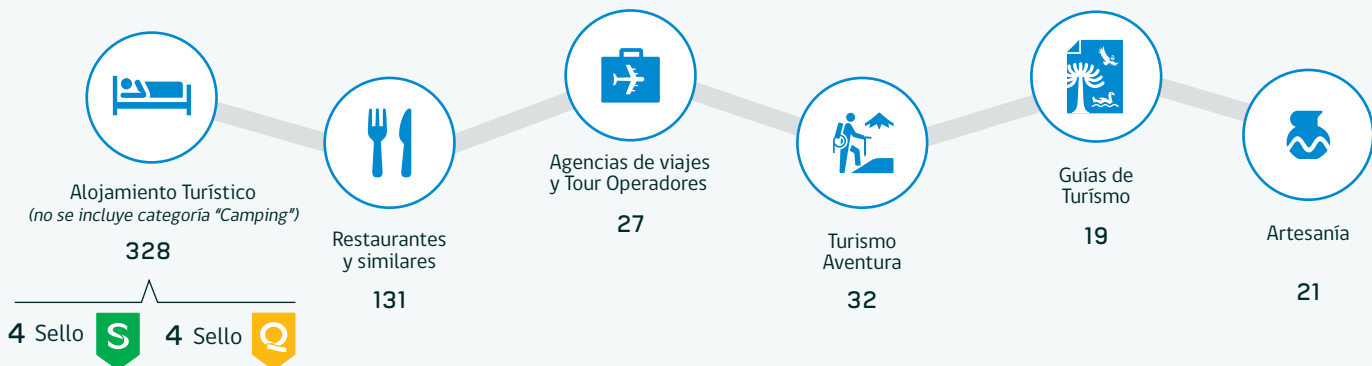 Alojamiento Turístico
(no se incluye categoría "Camping")
328
4 Sello S 4 Sello Q
Restaurantes
y similares
131
Agencias de viajes
y Tour Operadores
27
Turismo
Aventura
32
Guías de
Turísmo
19
Artesanía
21